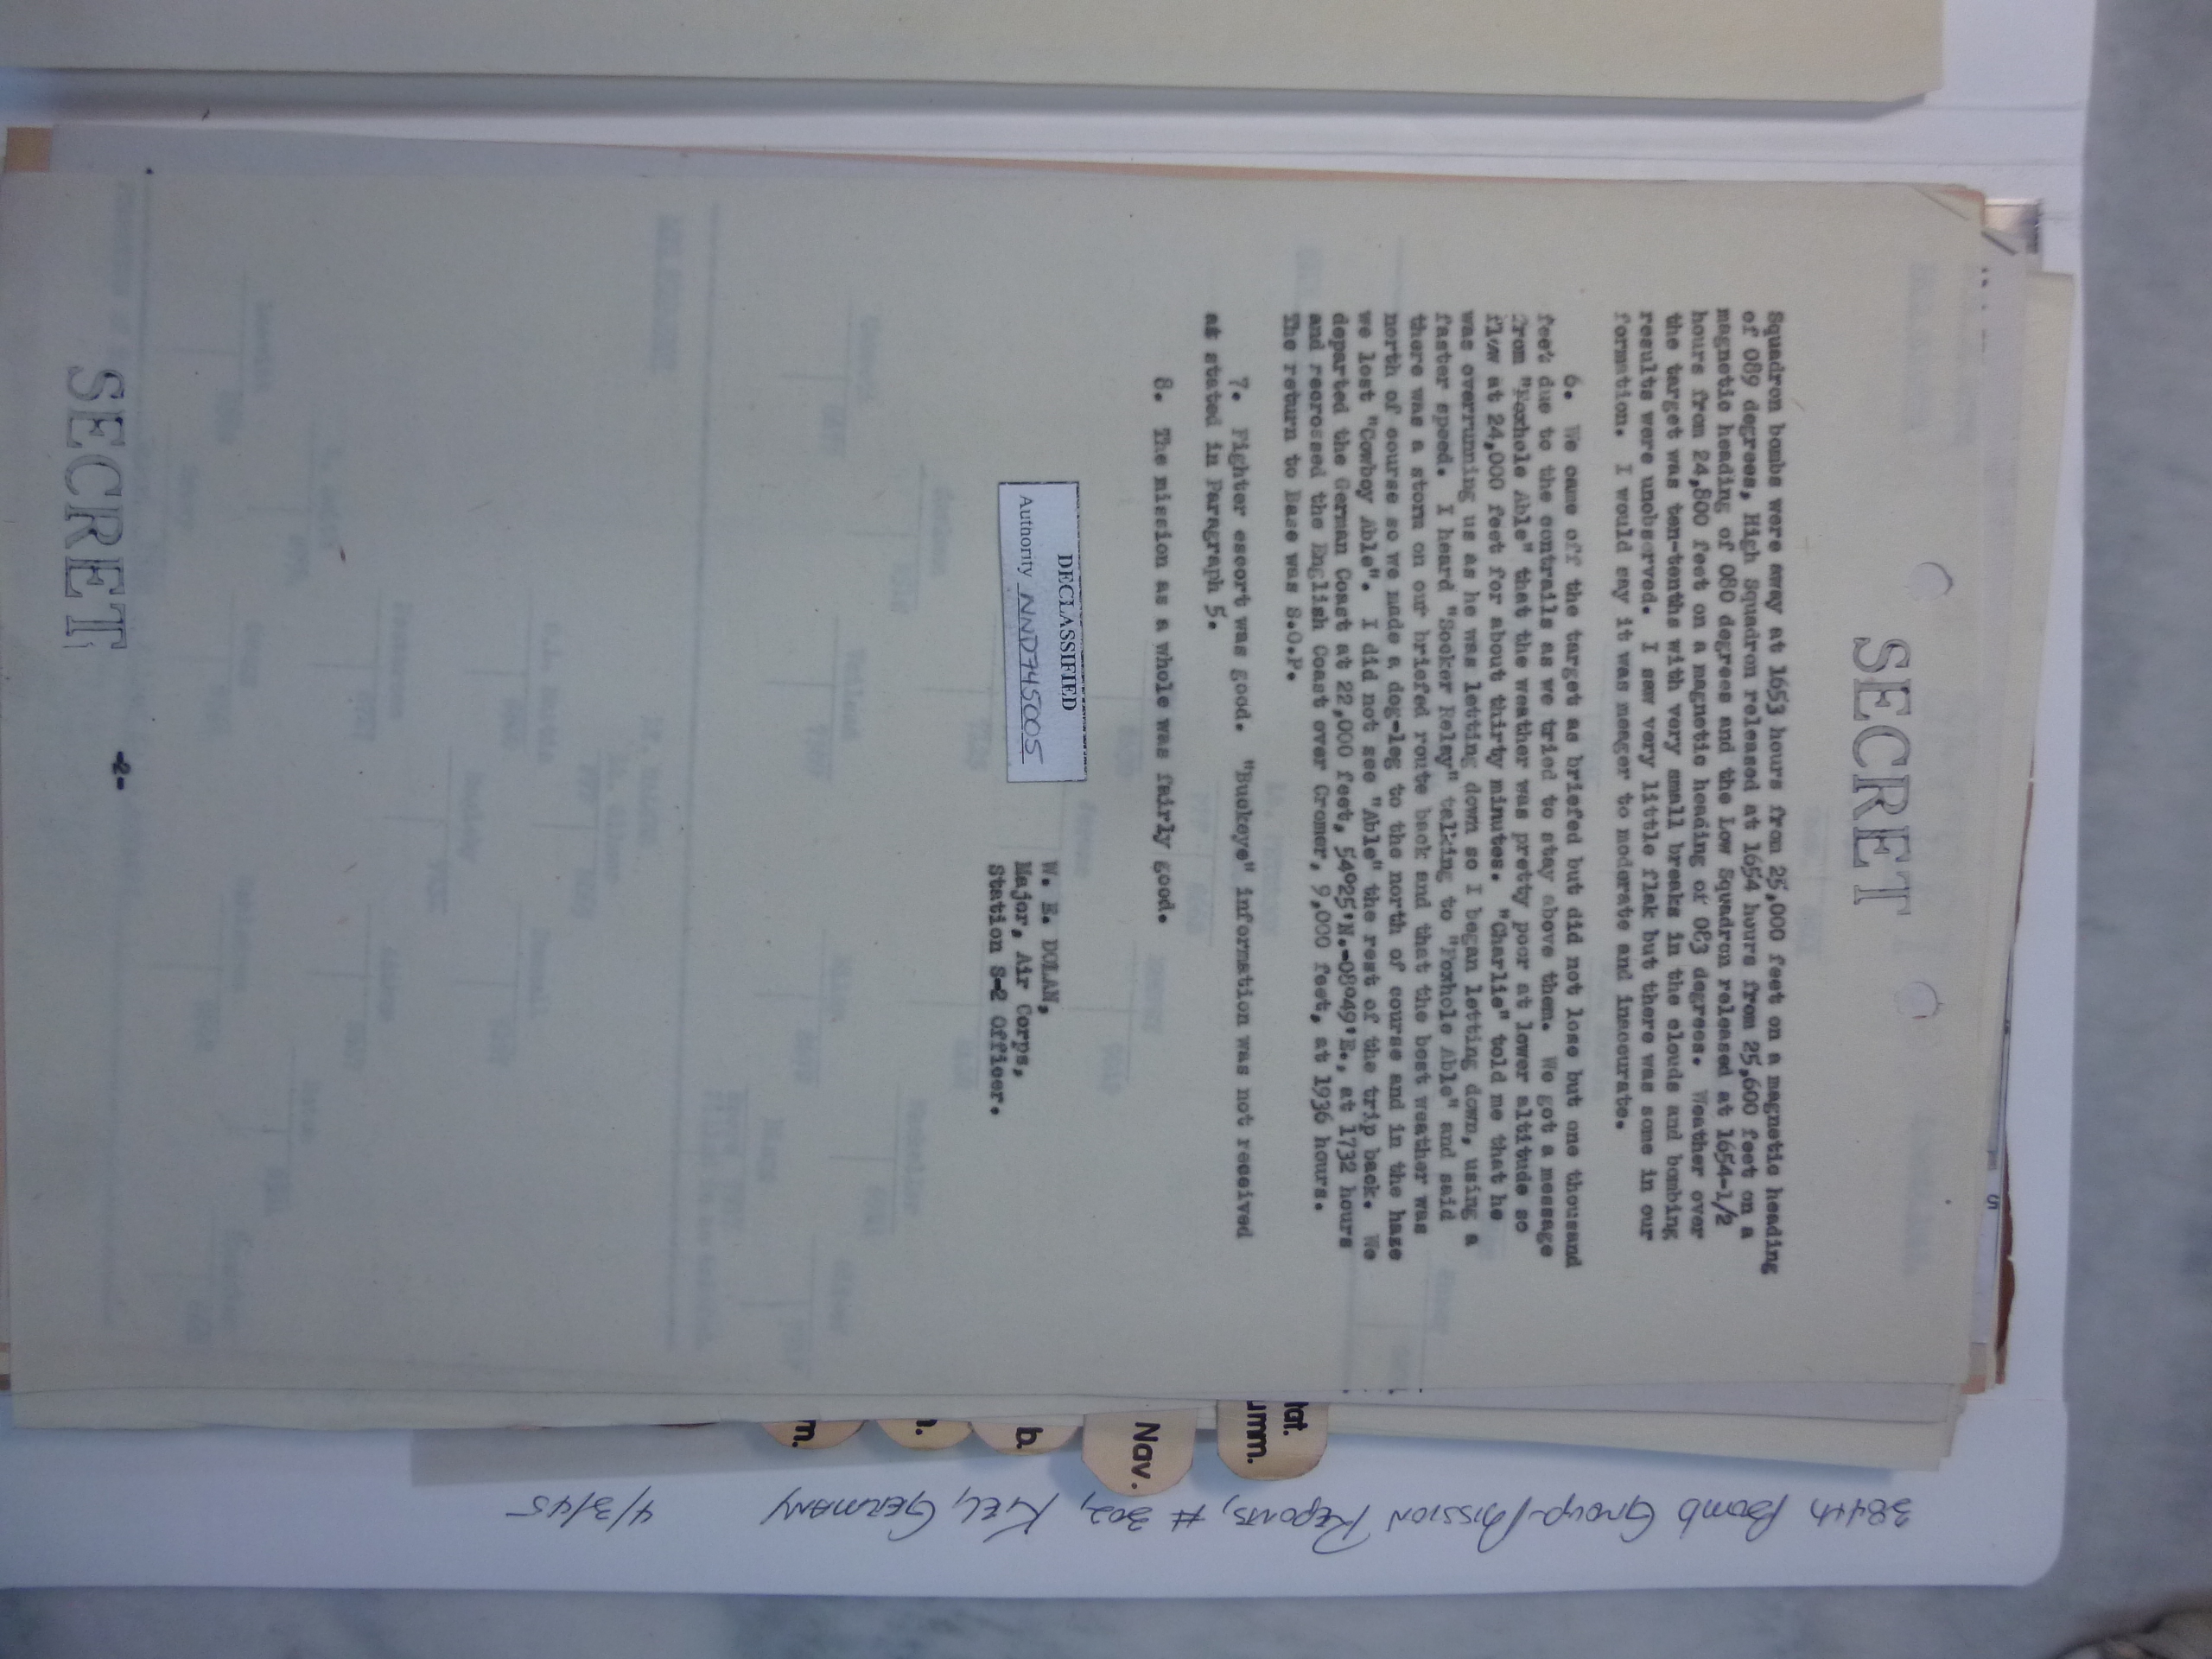 SECRET
Squadron bombs were away at 1653 hours from 25,000 feet on a magnetic heading
of 089 degrees, High Squadron released at 1654 hours from 25,600 feet on a
magnetic heading of 080 degrees and the Low Squadron released at 1654-1/2
hours from 24,800 feet on a magnetic heading of 083 degrees. Weather over
the target was ten-tenths with very small breaks in the clouds and bombing
results were unobserved. I saw very little flak but there was some in our
formation. I would say it was meager to moderate and inaccurate.
6. We came off the target as briefed but did not lose but one thousand
feet due to the contrails as we tried to stay above them. We got a message
from "Foxhole Able" that the weather was pretty poor at lower altitude so
flew at 24,000 feet for about thirty minutes. "Charlie" told me that he
was overrunning us as he was letting down so I began letting down, using a
faster speed. I heard "Socker Relay" talking to "Foxhole Able" and said
there was a storm on our briefed route back and that the best weather was
north of course so we made a dog-leg to the north of course and in the haze
we lost "Cowboy Able". I did not see "Able" the rest of the trip back. We
departed the German Coast at 22,000 feet, 54°25'N.-08°49'E., at 1732 hours
and recrossed the English Coast over Cromer, 9,000 feet, at 1936 hours.
The return to Base was S.O.P.
7. Fighter escort was good. "Buckeye" information was not received
as stated in Paragraph 5.
8. The mission as a whole was fairly good.
W. E. DOLAN,
Major, Air Corps,
Station S-2 Officer.
DECLASSIFIED
Authority NND745005
-2-
SECRET
tat.
umm.
Nav.
b.
m.
384th Bomb Group-Mission Reports, # 302, Kiel, Germany 4/3/45